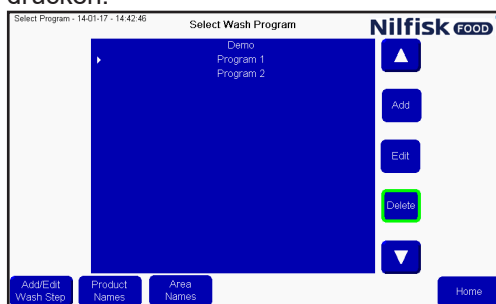 drücken.
Select Program - 14-01-17 - 14:42:46
Select Wash Program
Nilfisk FOOD
Demo
Program 1
Program 2
Add
Edit
Delete
Add/Edit
Wash Step
Product
Names
Area
Names
Home